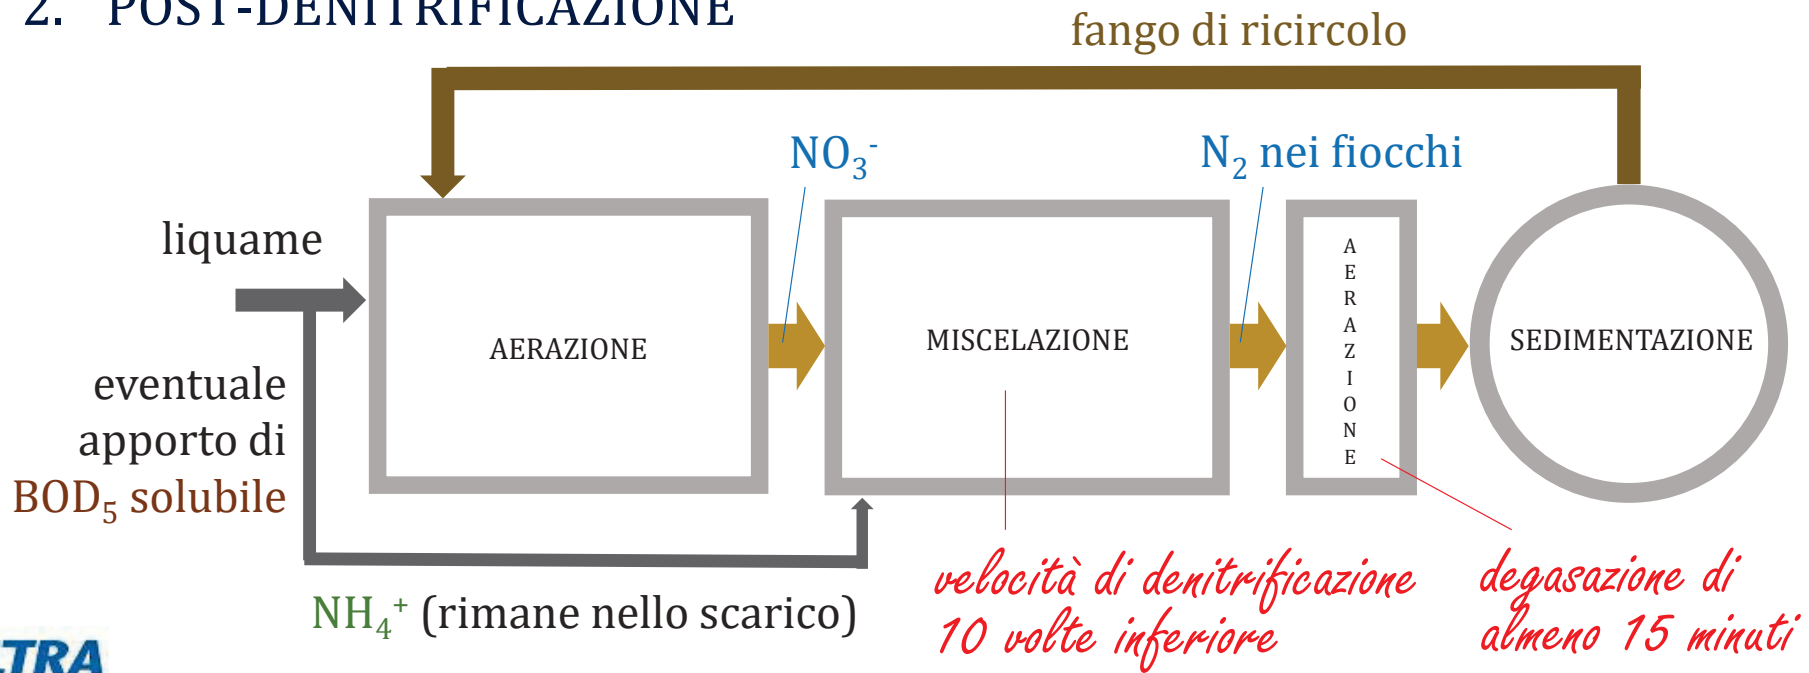 2. POST-DENITRIFICAZIONE
fango di ricircolo
NO₃⁻
N₂ nei fiocchi
liquame
AERAZIONE
MISCELAZIONE
AERAZIONE
SEDIMENTAZIONE
eventuale
apporto di
BOD₅ solubile
NH₄⁺ (rimane nello scarico)
velocità di denitrificazione
10 volte inferiore
degasazione di
almeno 15 minuti
LTRA